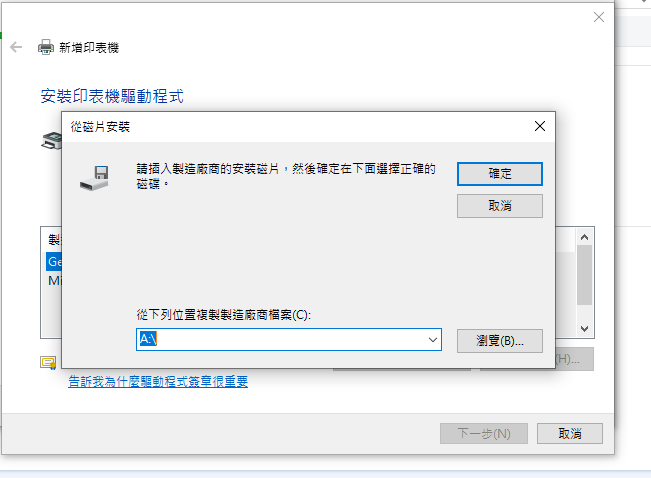 新增印表機
安裝印表機驅動程式
從磁片安裝
請插入製造廠商的安裝磁片，然後確定在下面選擇正確的
磁碟。
確定
取消
製
Ge
Mi
從下列位置複製製造廠商檔案(C):
A:\
瀏覽(B)...
(H)...
告訴我為什麼驅動程式簽章很重要
下一步(N)
取消